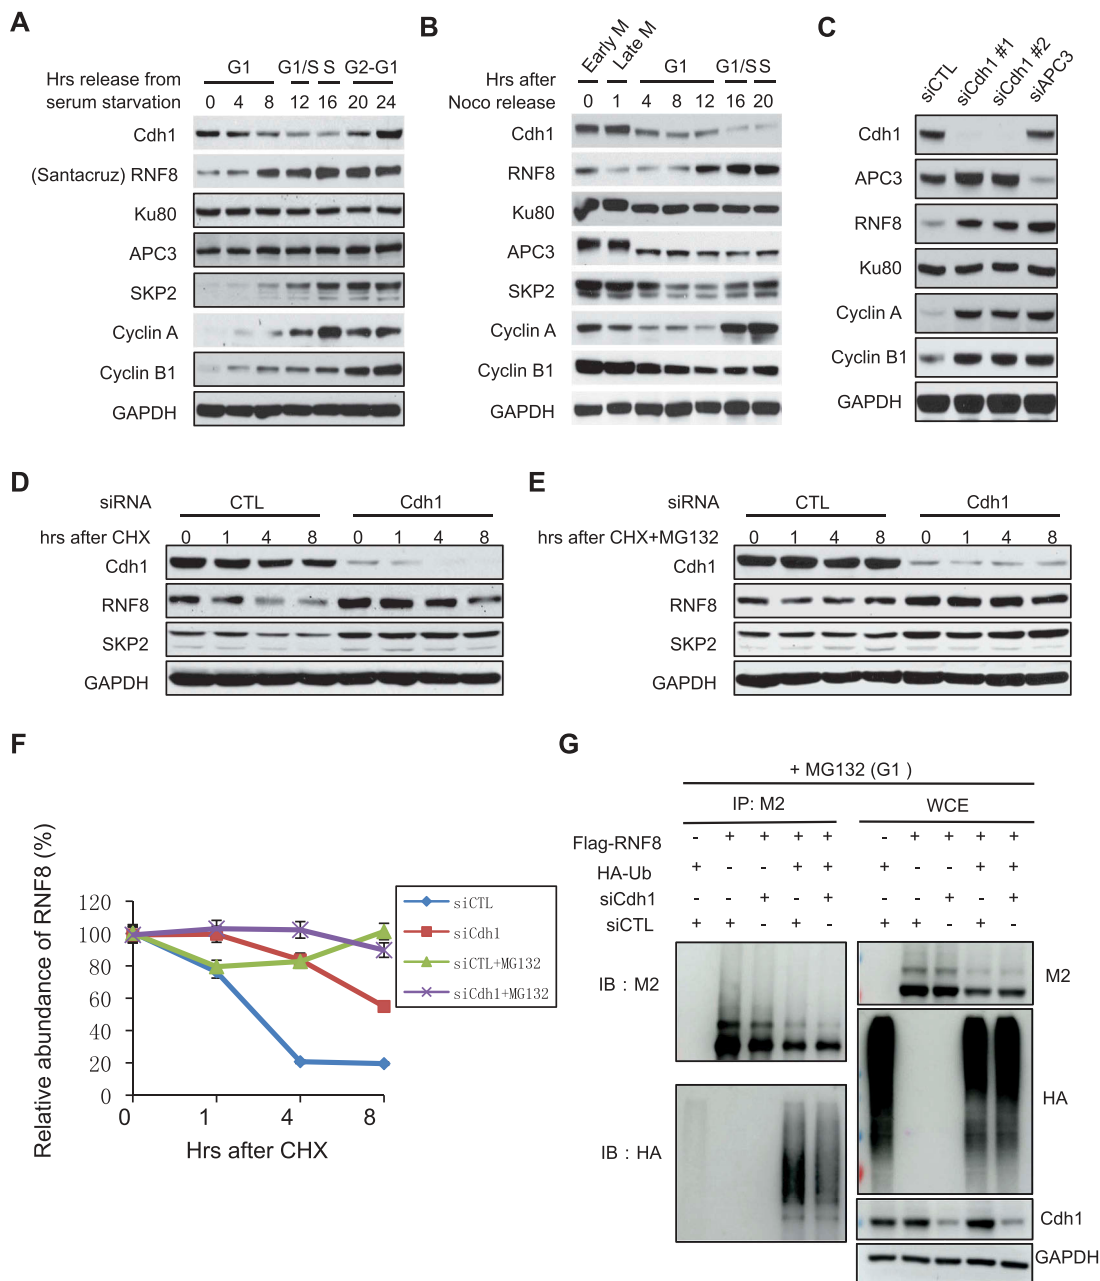 A
Hrs release from serum starvation
G1 G1/S S G2-G1
0 4 8 12 16 20 24
Cdh1
(Santacruz) RNF8
Ku80
APC3
SKP2
Cyclin A
Cyclin B1
GAPDH
B
Hrs after Noco release
Early M Late M G1 G1/S S
0 1 4 8 12 16 20
Cdh1
RNF8
Ku80
APC3
SKP2
Cyclin A
Cyclin B1
GAPDH
C
siCTL siCdh1 #1 siCdh1 #2 siAPC3
Cdh1
APC3
RNF8
Ku80
Cyclin A
Cyclin B1
GAPDH
D
siRNA CTL Cdh1
hrs after CHX 0 1 4 8 0 1 4 8
Cdh1
RNF8
SKP2
GAPDH
E
siRNA CTL Cdh1
hrs after CHX+MG132 0 1 4 8 0 1 4 8
Cdh1
RNF8
SKP2
GAPDH
F
Relative abundance of RNF8 (%)
120
100
80
60
40
20
0
0 1 4 8
Hrs after CHX
siCTL
siCdh1
siCTL+MG132
siCdh1+MG132
G
+ MG132 (G1 )
IP: M2 WCE
Flag-RNF8 - + + + + - + + + +
HA-Ub + - - + + + - - + +
siCdh1 - - + - + - - + - +
siCTL + + - + - + + - + -
IB : M2
M2
HA
IB : HA
Cdh1
GAPDH